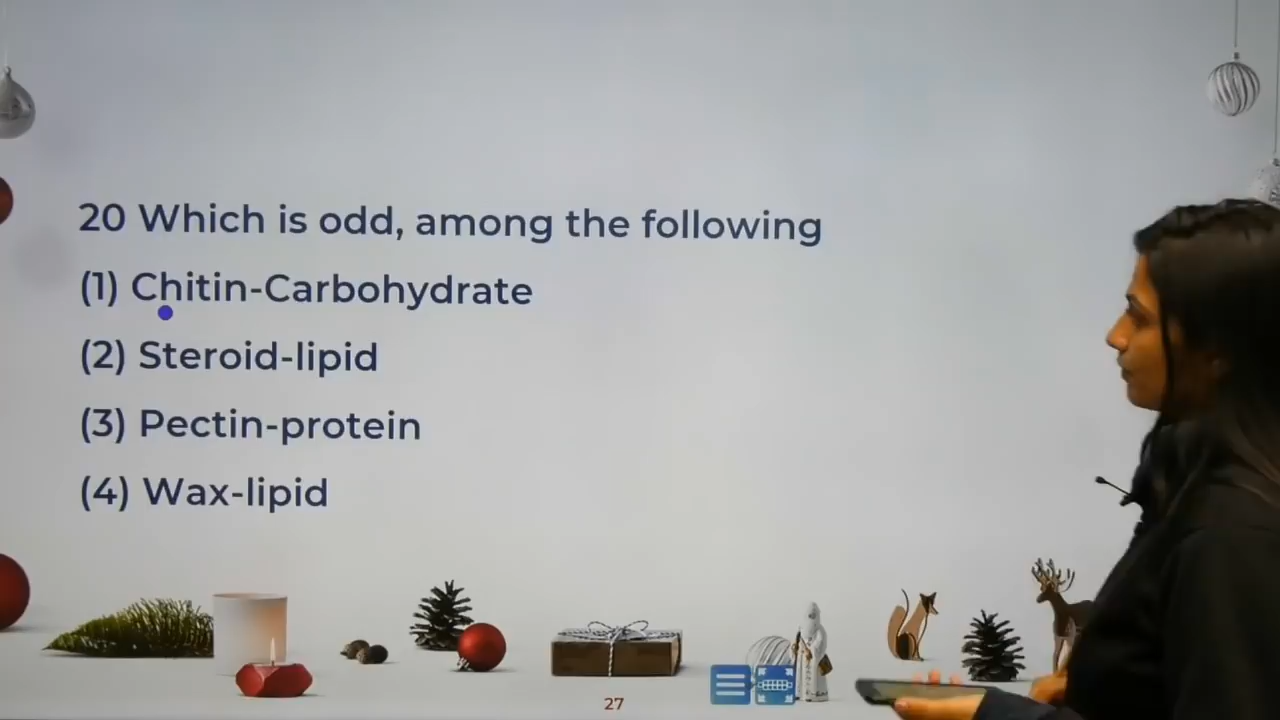 20 Which is odd, among the following
(1) Chitin-Carbohydrate
(2) Steroid-lipid
(3) Pectin-protein
(4) Wax-lipid
27